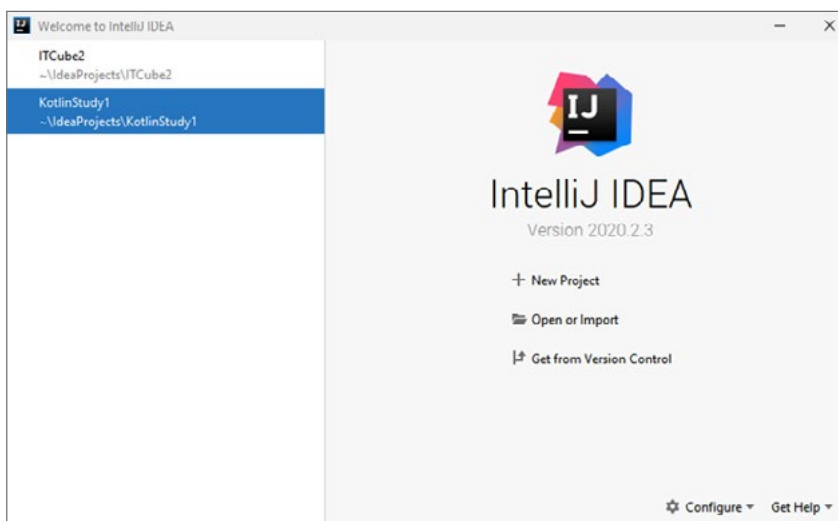 Welcome to IntelliJ IDEA
ITCube2
~\IdeaProjects\ITCube2
KotlinStudy1
~\IdeaProjects\KotlinStudy1
IJ
IntelliJ IDEA
Version 2020.2.3
New Project
Open or Import
Get from Version Control
Configure
Get Help